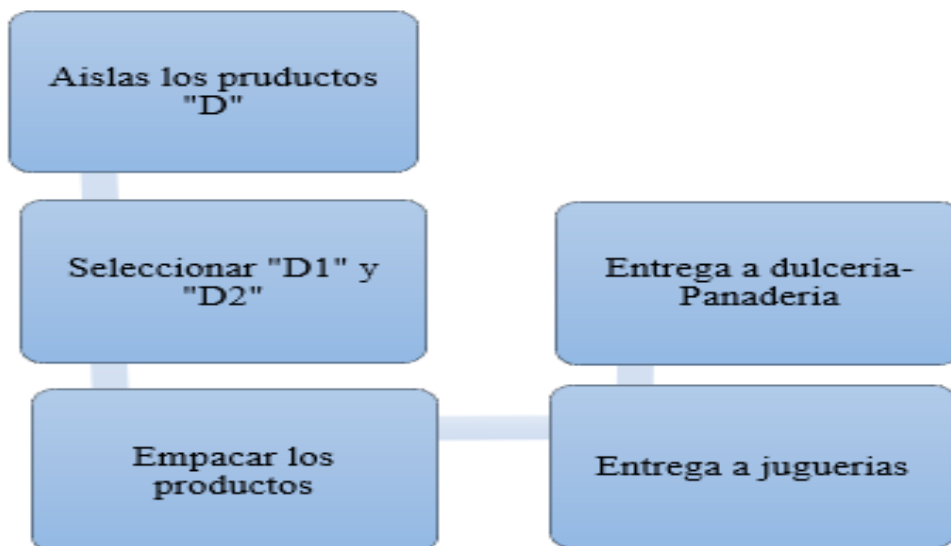 Aislas los pruductos
"D"
Seleccionar "D1" y
"D2"
Empacar los
productos
Entrega a juguerias
Entrega a dulceria-
Panaderia